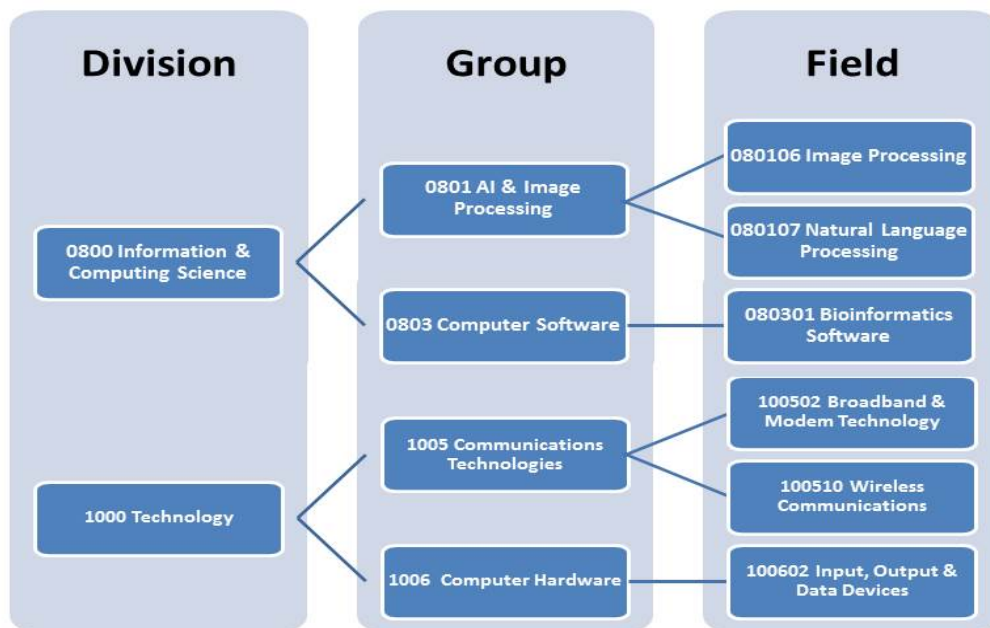 Division
Group
Field
0800 Information &
Computing Science
0801 AI & Image
Processing
080106 Image Processing
080107 Natural Language
Processing
0803 Computer Software
080301 Bioinformatics
Software
1000 Technology
1005 Communications
Technologies
100502 Broadband &
Modem Technology
100510 Wireless
Communications
1006 Computer Hardware
100602 Input, Output &
Data Devices